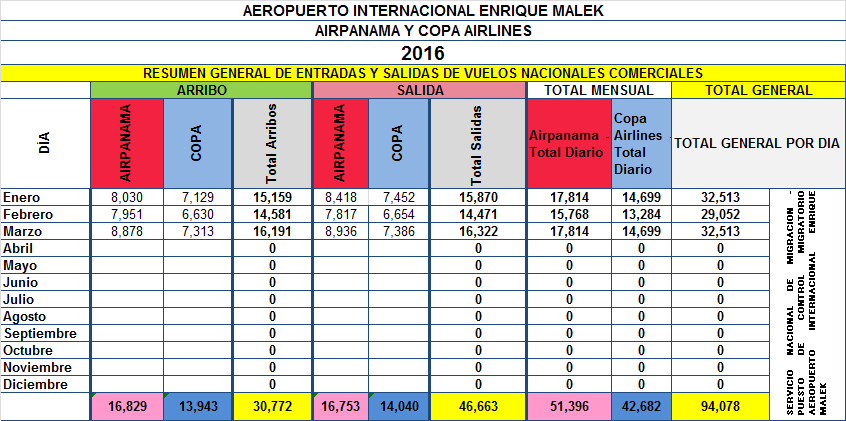 AEROPUERTO INTERNACIONAL ENRIQUE MALEK
AIRPANAMA Y COPA AIRLINES
2016
RESUMEN GENERAL DE ENTRADAS Y SALIDAS DE VUELOS NACIONALES COMERCIALES
ARRIBO SALIDA TOTAL MENSUAL TOTAL GENERAL
DIA AIRPANAMA COPA Total Arribos AIRPANAMA COPA Total Salidas Airpanama - Total Diario Copa Airlines - Total Diario TOTAL GENERAL POR DIA
Enero 8,030 7,129 15,159 8,418 7,452 15,870 17,814 14,699 32,513
Febrero 7,951 6,630 14,581 7,817 6,654 14,471 15,768 13,284 29,052
Marzo 8,878 7,313 16,191 8,936 7,386 16,322 17,814 14,699 32,513
Abril 0 0 0 0 0
Mayo 0 0 0 0 0
Junio 0 0 0 0 0
Julio 0 0 0 0 0
Agosto 0 0 0 0 0
Septiembre 0 0 0 0 0
Octubre 0 0 0 0 0
Noviembre 0 0 0 0 0
Diciembre 0 0 0 0 0
16,829 13,943 30,772 16,753 14,040 46,663 51,396 42,682 94,078
SERVICIO NACIONAL DE MIGRACION -
PUESTO DE CONTROL MIGRATORIO
AEROPUERTO INTERNACIONAL ENRIQUE
MALEK